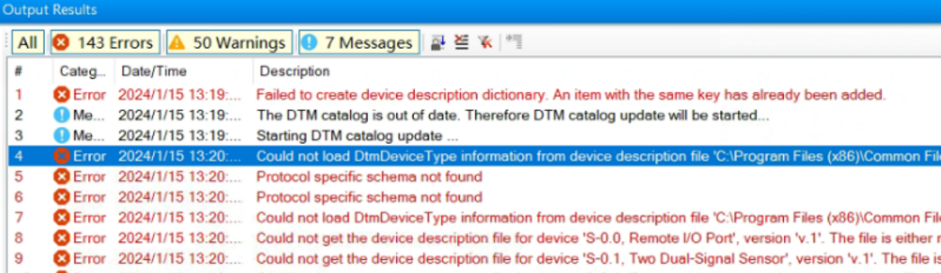 Output Results
All 143 Errors 50 Warnings 7 Messages
# Categ... Date/Time Description
1 Error 2024/1/15 13:19:... Failed to create device description dictionary. An item with the same key has already been added.
2 Me... 2024/1/15 13:19:... The DTM catalog is out of date. Therefore DTM catalog update will be started...
3 Me... 2024/1/15 13:19:... Starting DTM catalog update ...
4 Error 2024/1/15 13:20:... Could not load DtmDeviceType information from device description file 'C:\Program Files (x86)\Common File
5 Error 2024/1/15 13:20:... Protocol specific schema not found
6 Error 2024/1/15 13:20:... Protocol specific schema not found
7 Error 2024/1/15 13:20:... Could not load DtmDeviceType information from device description file 'C:\Program Files (x86)\Common File
8 Error 2024/1/15 13:20:... Could not get the device description file for device 'S-0.0, Remote I/O Port', version 'v.1'. The file is either
9 Error 2024/1/15 13:20:... Could not get the device description file for device 'S-0.1, Two Dual-Signal Sensor', version 'v.1'. The file is